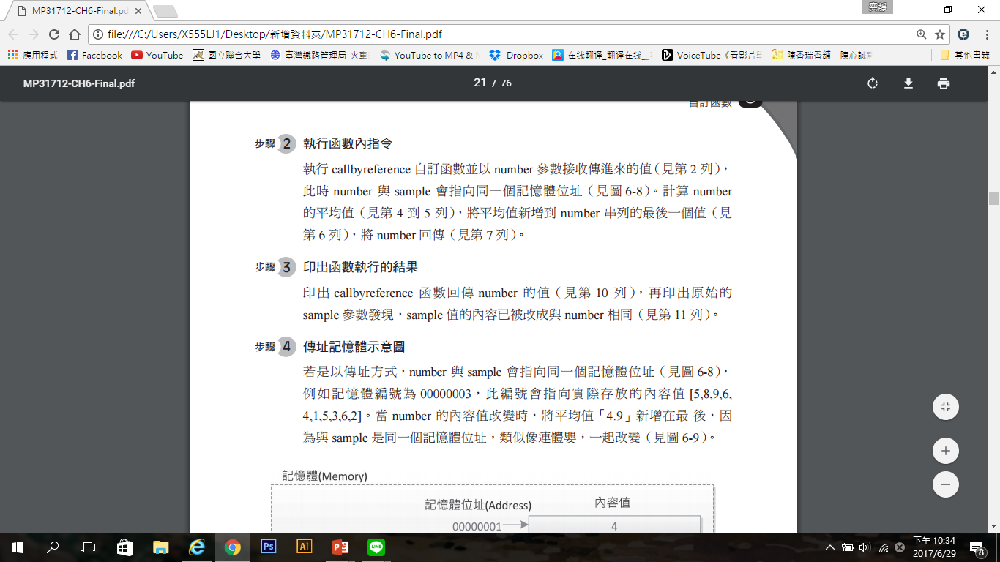 MP31712-CH6-Final.pd
奕靜
file:///C:/Users/X555LJ1/Desktop/新增資料夾/MP31712-CH6-Final.pdf
應用程式 Facebook YouTube 國立聯合大學 臺灣鐵路管理局-火車 YouTube to MP4 & Dropbox 在线翻译_翻译在线_ VoiceTube《看影片學 陳香瑞香鋪 – 陳心誠 其他書籤
MP31712-CH6-Final.pdf 21 / 76
自訂函數
步驟 2 執行函數內指令
執行 callbyreference 自訂函數並以 number 參數接收傳進來的值（見第 2 列），
此時 number 與 sample 會指向同一個記憶體位址（見圖 6-8）。計算 number
的平均值（見第 4 到 5 列），將平均值新增到 number 串列的最後一個值（見
第 6 列），將 number 回傳（見第 7 列）。
步驟 3 印出函數執行的結果
印出 callbyreference 函數回傳 number 的值（見第 10 列），再印出原始的
sample 參數發現，sample 值的內容已被改成與 number 相同（見第 11 列）。
步驟 4 傳址記憶體示意圖
若是以傳址方式，number 與 sample 會指向同一個記憶體位址（見圖 6-8），
例如記憶體編號為 00000003，此編號會指向實際存放的內容值 [5,8,9,6,
4,1,5,3,6,2]。當 number 的內容值改變時，將平均值「4.9」新增在最 後，因
為與 sample 是同一個記憶體位址，類似像連體嬰，一起改變（見圖 6-9）。
記憶體(Memory)
記憶體位址(Address) 內容值
00000001 4
Ps Ai
LINE
下午 10:34
2017/6/29
8